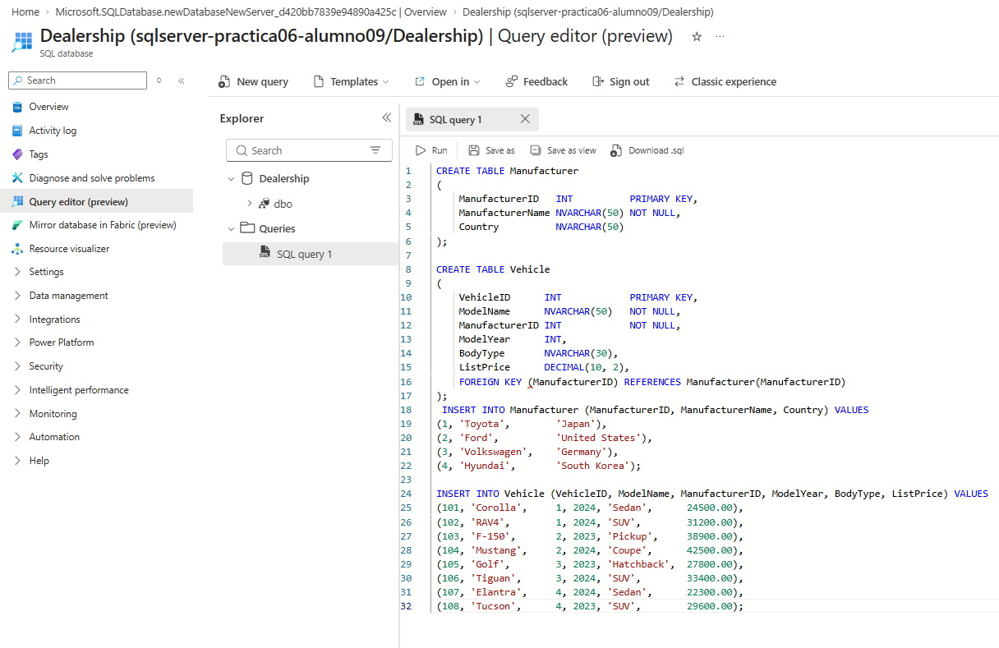 Home > Microsoft.SQLDatabase.newDatabaseNewServer_d420bb7839e94890a425c | Overview > Dealership (sqlserver-practica06-alumno09/Dealership)
Dealership (sqlserver-practica06-alumno09/Dealership) | Query editor (preview)
SQL database
Search
Overview
Activity log
Tags
Diagnose and solve problems
Query editor (preview)
Mirror database in Fabric (preview)
Resource visualizer
Settings
Data management
Integrations
Power Platform
Security
Intelligent performance
Monitoring
Automation
Help
New query Templates Open in Feedback Sign out Classic experience
Explorer
Search
Dealership
dbo
Queries
SQL query 1
SQL query 1
Run Save as Save as view Download .sql
1 CREATE TABLE Manufacturer
2 (
3     ManufacturerID   INT          PRIMARY KEY,
4     ManufacturerName NVARCHAR(50) NOT NULL,
5     Country          NVARCHAR(50)
6 );
7
8 CREATE TABLE Vehicle
9 (
10     VehicleID      INT            PRIMARY KEY,
11     ModelName      NVARCHAR(50)   NOT NULL,
12     ManufacturerID INT            NOT NULL,
13     ModelYear      INT,
14     BodyType       NVARCHAR(30),
15     ListPrice      DECIMAL(10, 2),
16     FOREIGN KEY (ManufacturerID) REFERENCES Manufacturer(ManufacturerID)
17 );
18  INSERT INTO Manufacturer (ManufacturerID, ManufacturerName, Country) VALUES
19 (1, 'Toyota',        'Japan'),
20 (2, 'Ford',          'United States'),
21 (3, 'Volkswagen',    'Germany'),
22 (4, 'Hyundai',       'South Korea');
23
24 INSERT INTO Vehicle (VehicleID, ModelName, ManufacturerID, ModelYear, BodyType, ListPrice) VALUES
25 (101, 'Corolla',     1, 2024, 'Sedan',      24500.00),
26 (102, 'RAV4',        1, 2024, 'SUV',        31200.00),
27 (103, 'F-150',       2, 2023, 'Pickup',     38900.00),
28 (104, 'Mustang',     2, 2024, 'Coupe',      42500.00),
29 (105, 'Golf',        3, 2023, 'Hatchback',  27800.00),
30 (106, 'Tiguan',      3, 2024, 'SUV',        33400.00),
31 (107, 'Elantra',     4, 2024, 'Sedan',      22300.00),
32 (108, 'Tucson',      4, 2023, 'SUV',        29600.00);